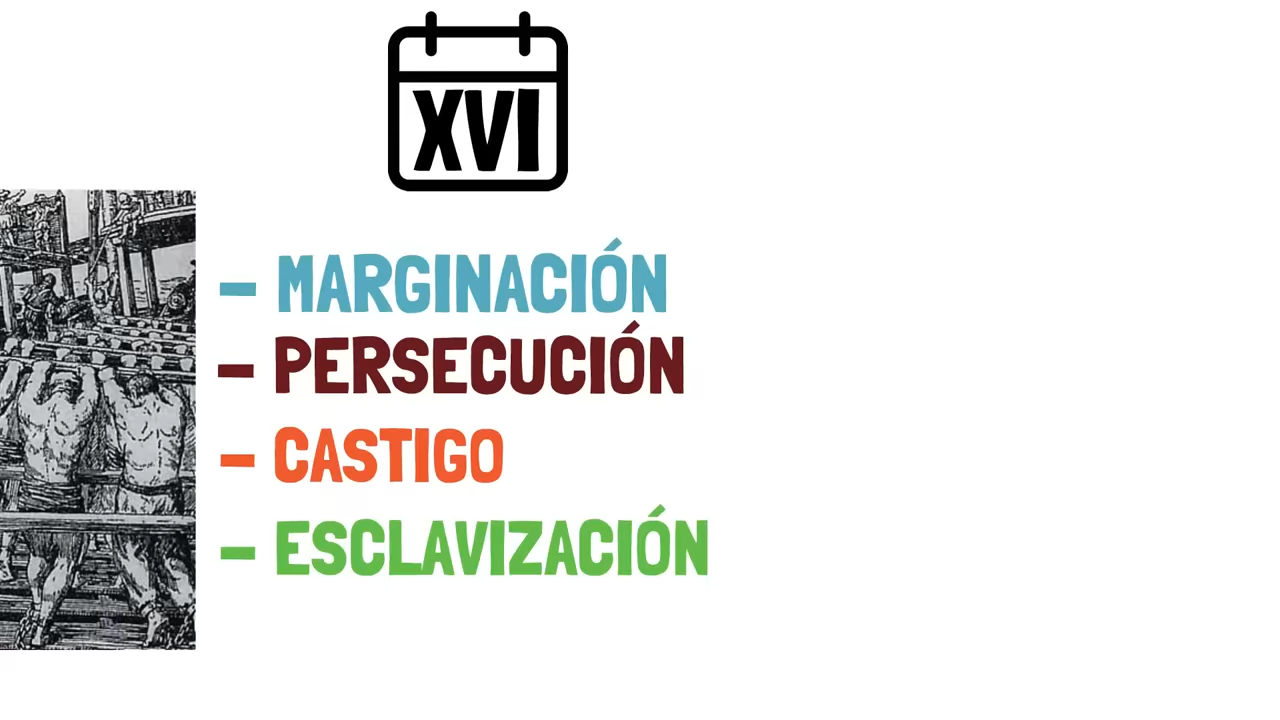 XVI
- MARGINACIÓN
- PERSECUCIÓN
- CASTIGO
- ESCLAVIZACIÓN